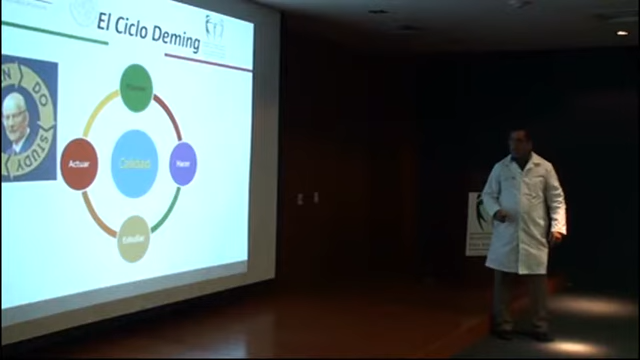 El Ciclo Deming
N DO
STUDY
Planear
Actuar
Calidad
Hacer
Estudiar